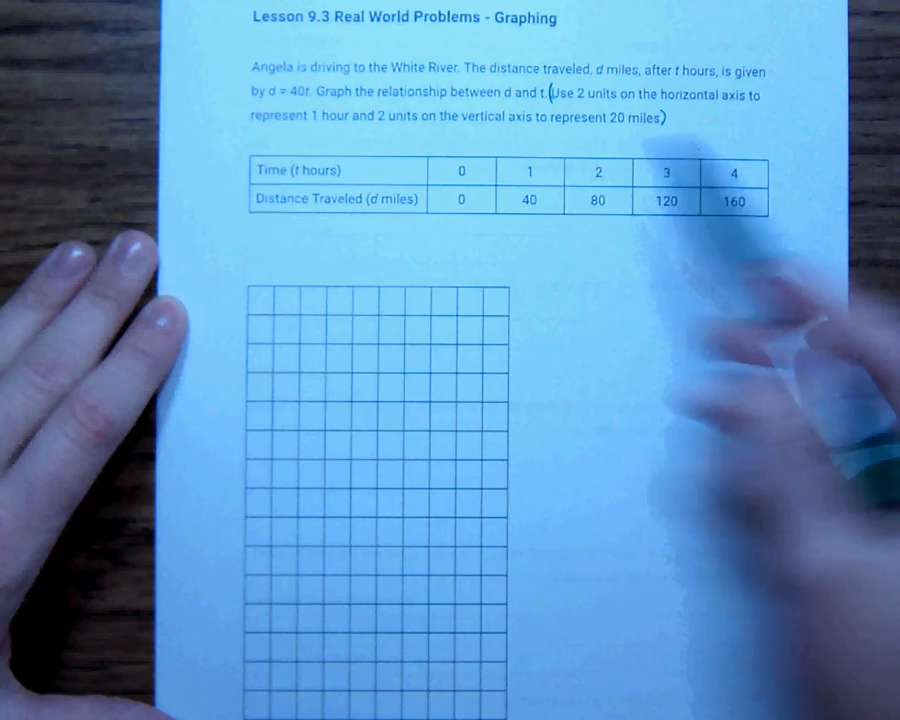 Lesson 9.3 Real World Problems - Graphing
Angela is driving to the White River. The distance traveled, d miles, after t hours, is given
by d = 40t. Graph the relationship between d and t.(Use 2 units on the horizontal axis to
represent 1 hour and 2 units on the vertical axis to represent 20 miles)
Time (t hours) 0 1 2 3 4
Distance Traveled (d miles) 0 40 80 120 160